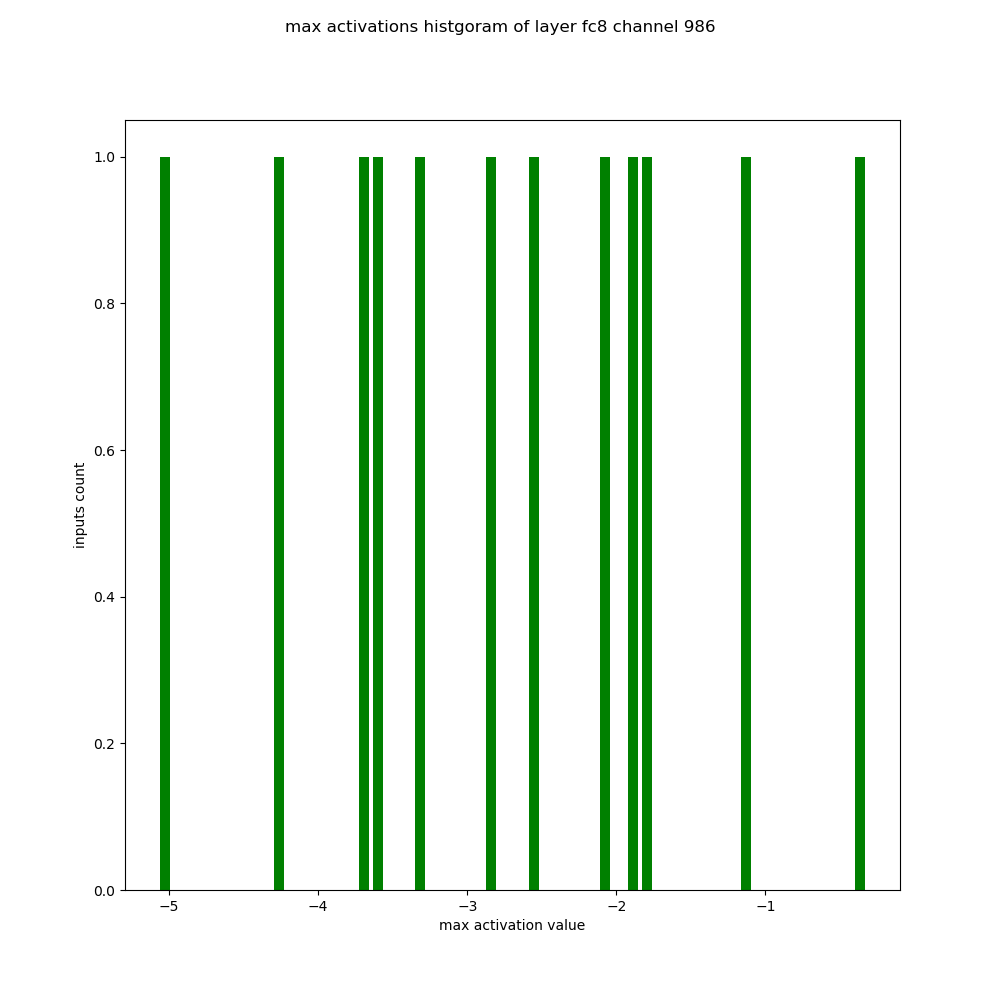 max activations histgoram of layer fc8 channel 986
1.0
0.8
0.6
0.4
0.2
0.0
inputs count
−5 −4 −3 −2 −1
max activation value